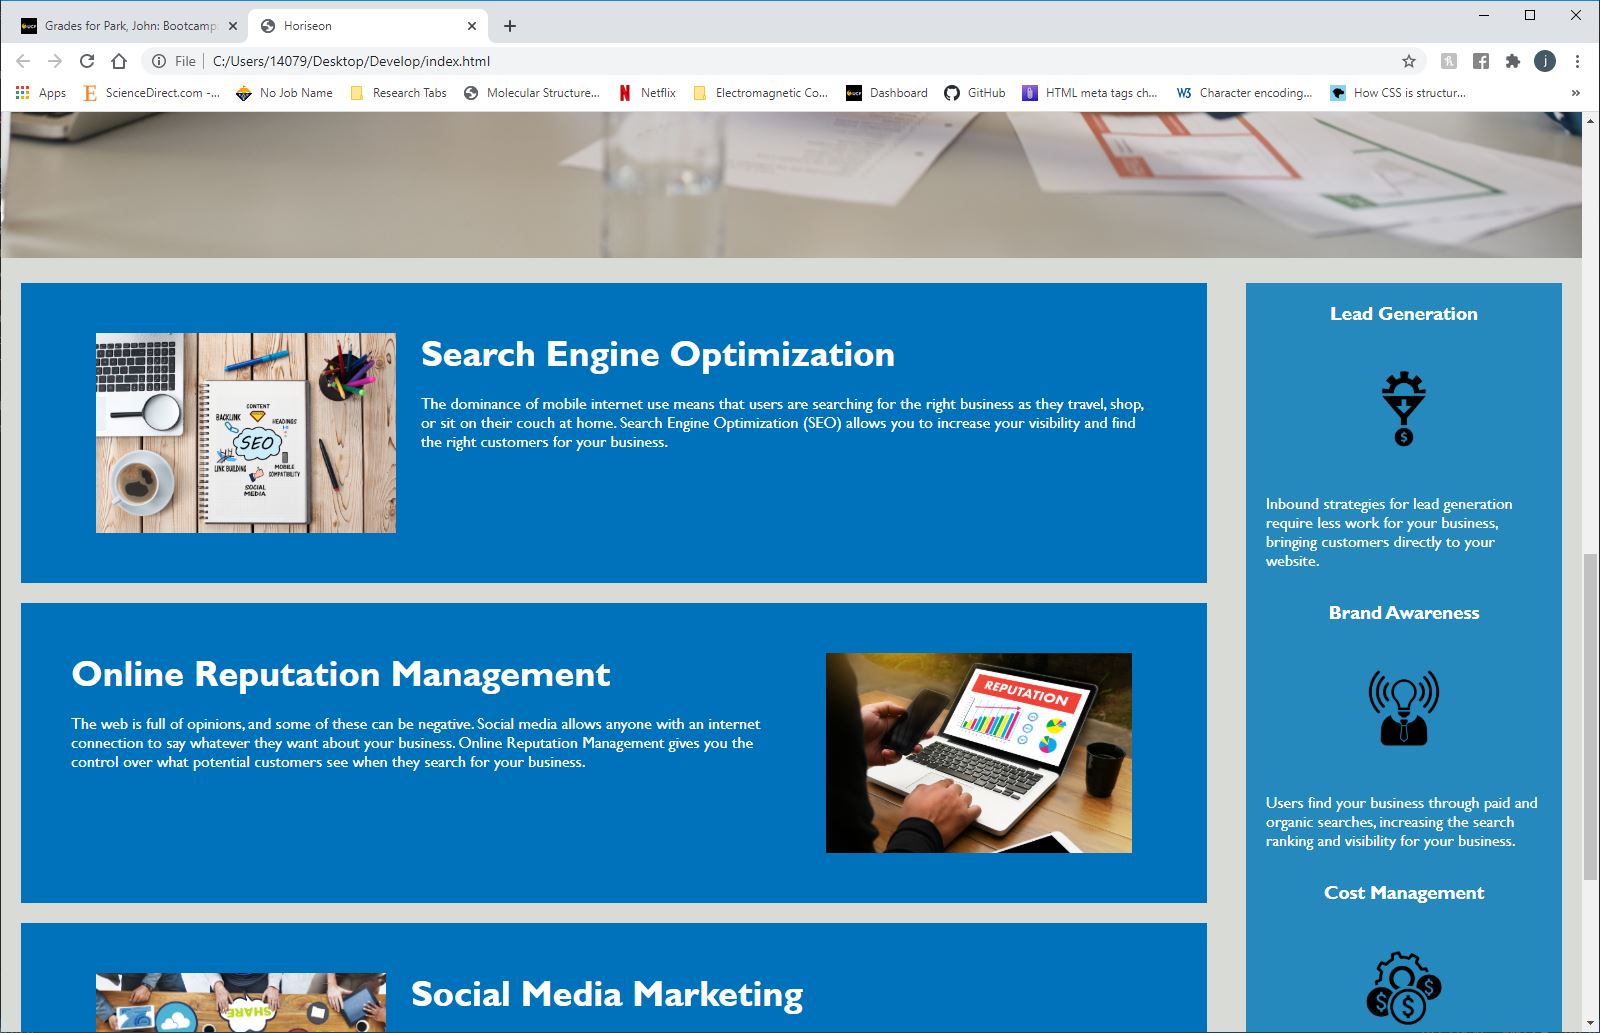 Grades for Park, John: Bootcamp
Horiseon
File
C:/Users/14079/Desktop/Develop/index.html
j
Apps
ScienceDirect.com -...
No Job Name
Research Tabs
Molecular Structure...
Netflix
Electromagnetic Co...
Dashboard
GitHub
HTML meta tags ch...
W3
Character encoding...
How CSS is structur...
»
Search Engine Optimization
The dominance of mobile internet use means that users are searching for the right business as they travel, shop,
or sit on their couch at home. Search Engine Optimization (SEO) allows you to increase your visibility and find
the right customers for your business.
CONTENT
BACKLINK
HEADINGS
SEO
LINK BUILDING
MOBILE
COMPATIBILITY
SOCIAL
MEDIA
Online Reputation Management
The web is full of opinions, and some of these can be negative. Social media allows anyone with an internet
connection to say whatever they want about your business. Online Reputation Management gives you the
control over what potential customers see when they search for your business.
REPUTATION
Social Media Marketing
SHARE
Lead Generation
$
Inbound strategies for lead generation
require less work for your business,
bringing customers directly to your
website.
Brand Awareness
Users find your business through paid and
organic searches, increasing the search
ranking and visibility for your business.
Cost Management
$
$
$